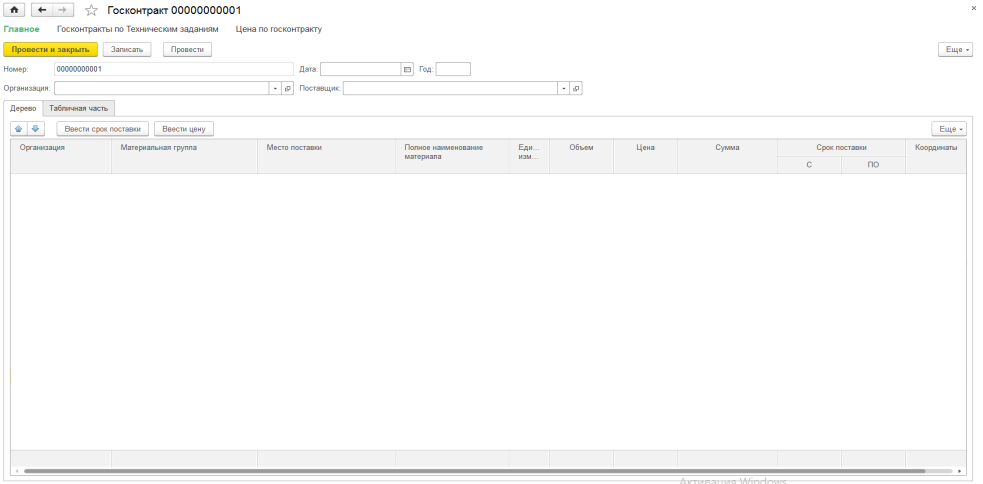 Госконтракт 00000000001
Главное Госконтракты по Техническим заданиям Цена по госконтракту
Провести и закрыть Записать Провести Еще
Номер: 00000000001 Дата: Год:
Организация: Поставщик:
Дерево Табличная часть
Ввести срок поставки Ввести цену Еще
Организация Материальная группа Место поставки Полное наименование материала Еди... изм... Объем Цена Сумма Срок поставки Координаты
С ПО
Активация Windows